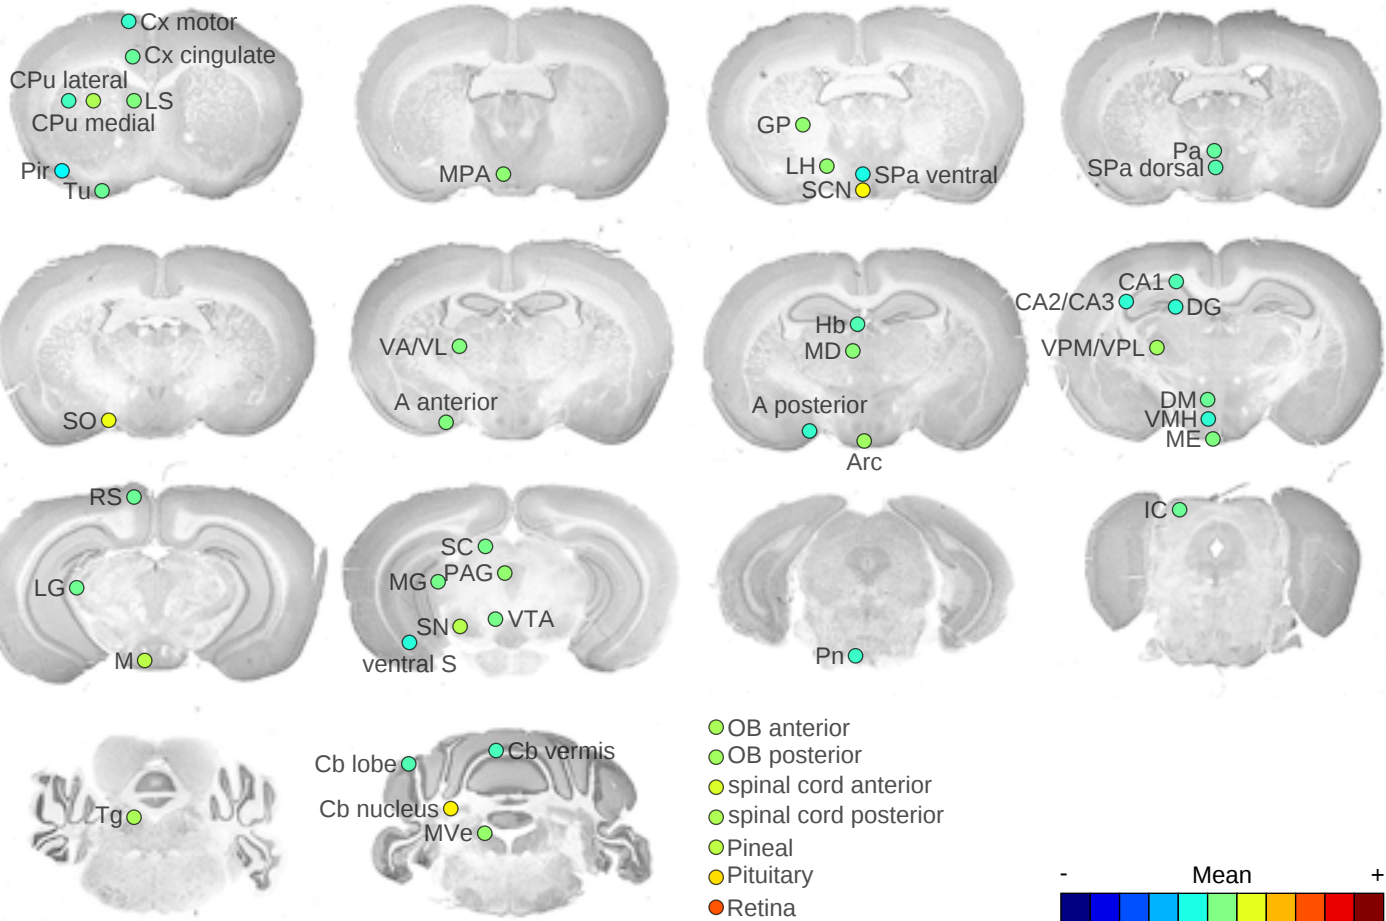 Cx motor
Cx cingulate
CPu lateral
LS
CPu medial
Pir
Tu
MPA
GP
LH
SPa ventral
SCN
Pa
SPa dorsal
SO
VA/VL
A anterior
Hb
MD
A posterior
Arc
CA1
CA2/CA3
DG
VPM/VPL
DM
VMH
ME
RS
LG
M
SC
MG
PAG
SN
VTA
ventral S
Pn
IC
Tg
Cb lobe
Cb vermis
Cb nucleus
MVe
OB anterior
OB posterior
spinal cord anterior
spinal cord posterior
Pineal
Pituitary
Retina
- Mean +